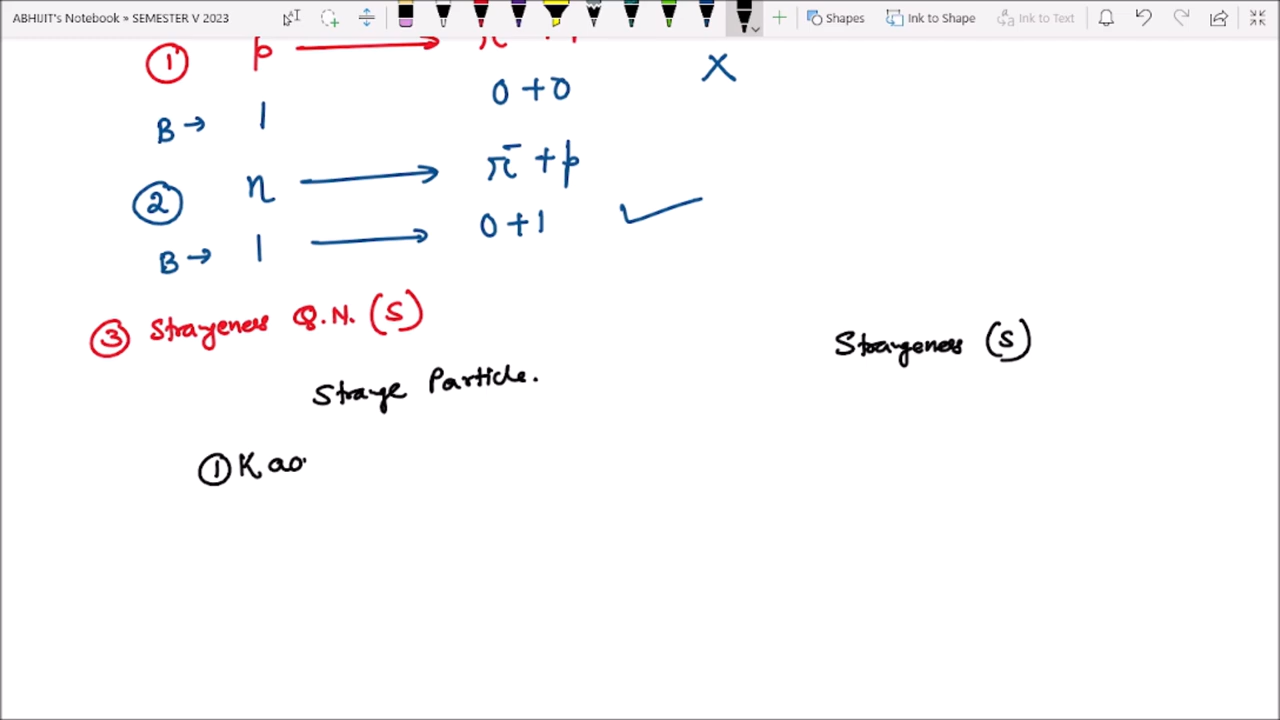 ABHIJIT's Notebook » SEMESTER V 2023
Shapes
Ink to Shape
Ink to Text
① p →
0 + 0 X
B → 1
② n → π⁻ + p
B → 1 → 0 + 1 ✓
③ Strangeness Q.N. (S)
Strangeness (S)
Strange Particle.
① Kao